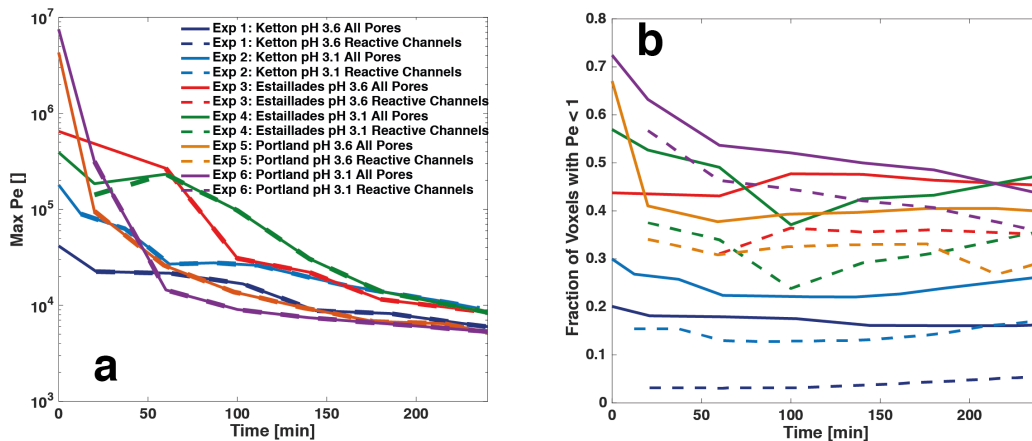 a
10^7
10^6
10^5
10^4
10^3
Max Pe []
0
50
100
150
200
Time [min]
Exp 1: Ketton pH 3.6 All Pores
Exp 1: Ketton pH 3.6 Reactive Channels
Exp 2: Ketton pH 3.1 All Pores
Exp 2: Ketton pH 3.1 Reactive Channels
Exp 3: Estaillades pH 3.6 All Pores
Exp 3: Estaillades pH 3.6 Reactive Channels
Exp 4: Estaillades pH 3.1 All Pores
Exp 4: Estaillades pH 3.1 Reactive Channels
Exp 5: Portland pH 3.6 All Pores
Exp 5: Portland pH 3.6 Reactive Channels
Exp 6: Portland pH 3.1 All Pores
Exp 6: Portland pH 3.1 Reactive Channels
b
0.8
0.7
0.6
0.5
0.4
0.3
0.2
0.1
0
Fraction of Voxels with Pe < 1
0
50
100
150
200
Time [min]